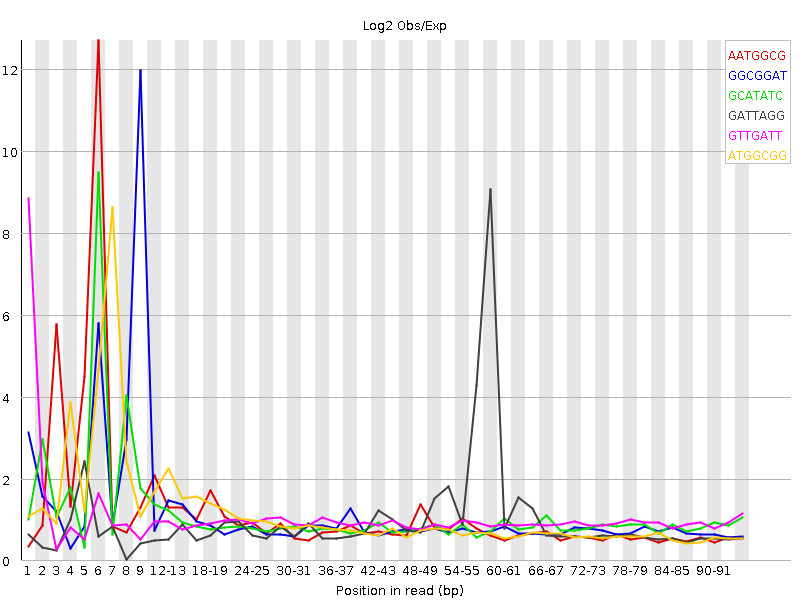 Log2 Obs/Exp
AATGGCG
GGCGGAT
GCATATC
GATTAGG
GTTGATT
ATGGCGG
12
10
8
6
4
2
0
1 2 3 4 5 6 7 8 9 12-13 18-19 24-25 30-31 36-37 42-43 48-49 54-55 60-61 66-67 72-73 78-79 84-85 90-91
Position in read (bp)